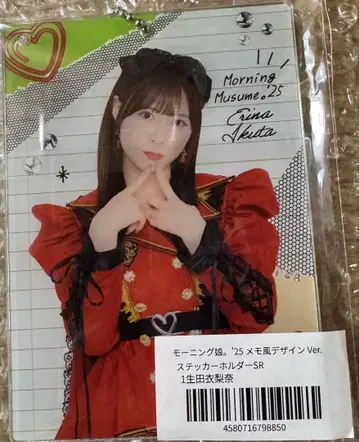 Morning
Musume。'25
Erina
Ikuta
モーニング娘。'25 メモ風デザイン Ver.
ステッカーホルダーSR
1生田衣梨奈
4580716798850